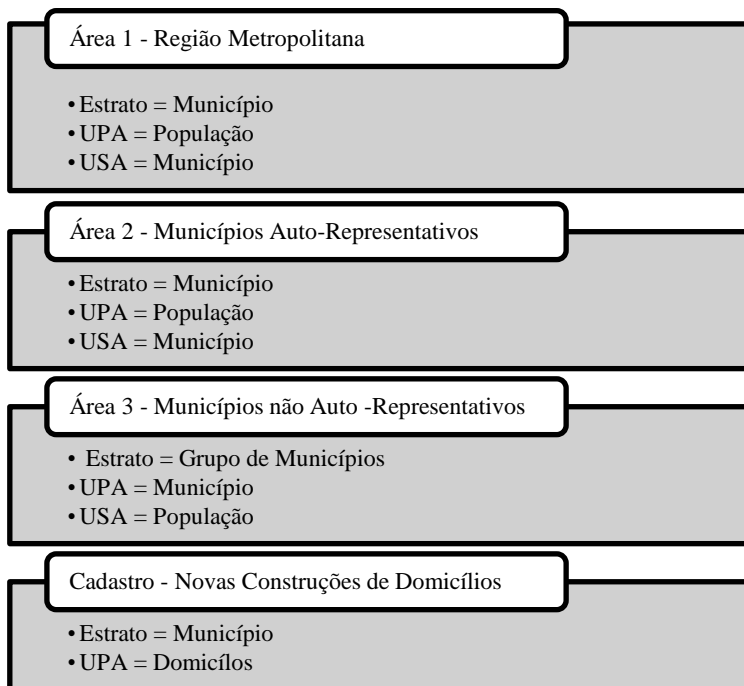 Área 1 - Região Metropolitana
• Estrato = Município
• UPA = População
• USA = Município
Área 2 - Municípios Auto-Representativos
• Estrato = Município
• UPA = População
• USA = Município
Área 3 - Municípios não Auto -Representativos
• Estrato = Grupo de Municípios
• UPA = Município
• USA = População
Cadastro - Novas Construções de Domicílios
• Estrato = Município
• UPA = Domicílos